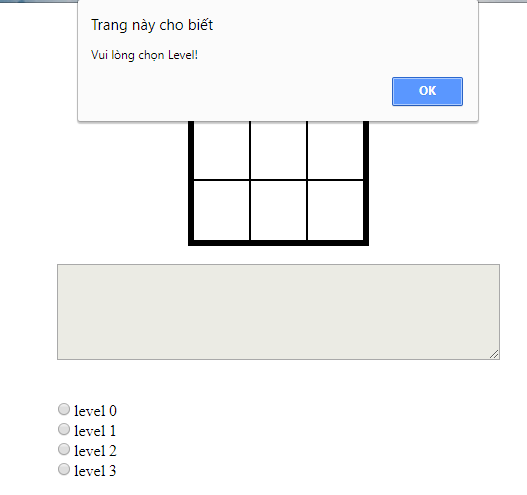 Trang này cho biết
Vui lòng chọn Level!
OK
level 0
level 1
level 2
level 3